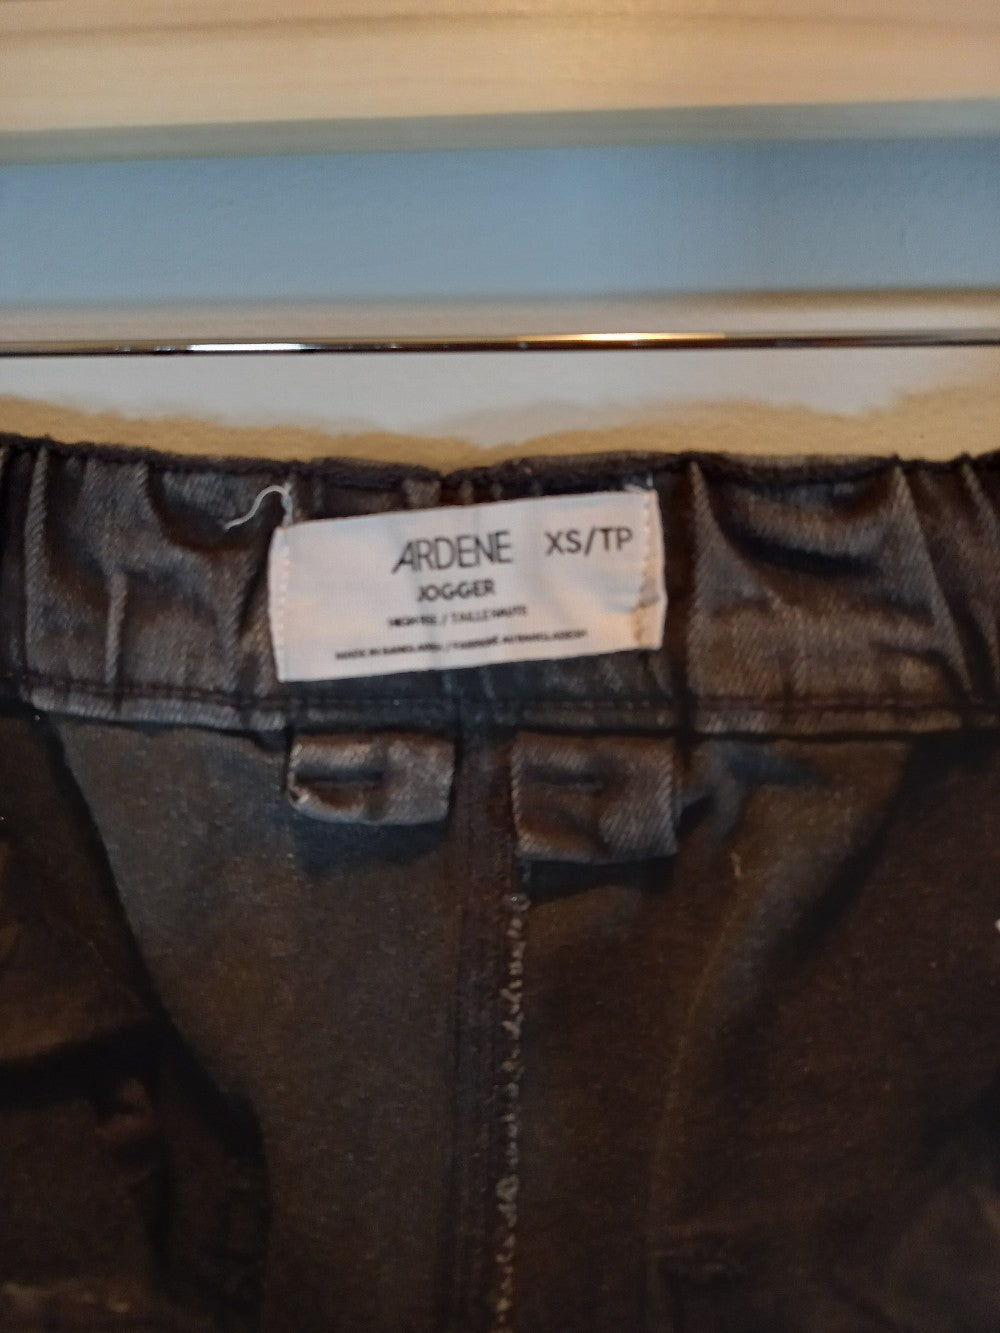 ARDENE XS/TP
JOGGER
HIGH RISE / TAILLE HAUTE
MADE IN BANGLADESH / FABRIQUÉ AU BANGLADESH